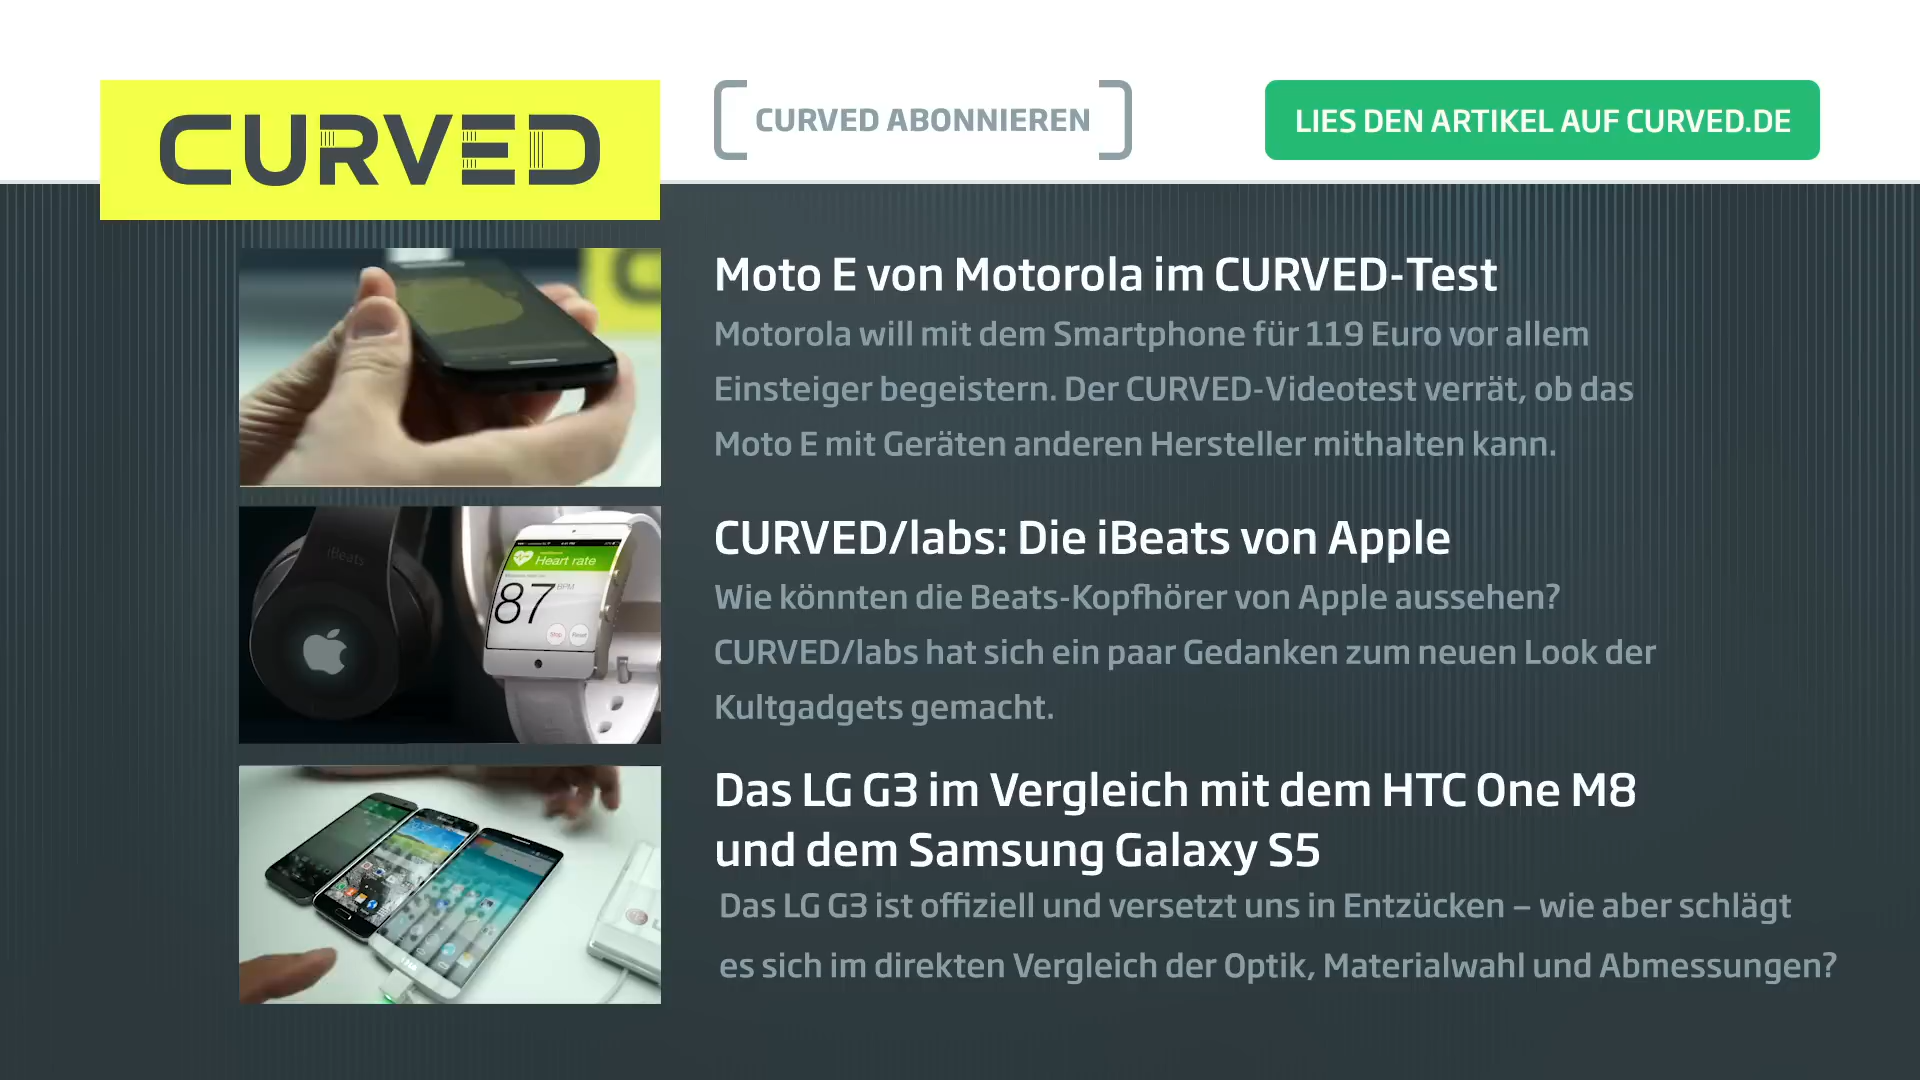 CURVED
CURVED ABONNIEREN
LIES DEN ARTIKEL AUF CURVED.DE
Moto E von Motorola im CURVED-Test
Motorola will mit dem Smartphone für 119 Euro vor allem
Einsteiger begeistern. Der CURVED-Videotest verrät, ob das
Moto E mit Geräten anderen Hersteller mithalten kann.
iBeats
Heart rate
87 BPM
Stop Reset
CURVED/labs: Die iBeats von Apple
Wie könnten die Beats-Kopfhörer von Apple aussehen?
CURVED/labs hat sich ein paar Gedanken zum neuen Look der
Kultgadgets gemacht.
Das LG G3 im Vergleich mit dem HTC One M8
und dem Samsung Galaxy S5
Das LG G3 ist offiziell und versetzt uns in Entzücken – wie aber schlägt
es sich im direkten Vergleich der Optik, Materialwahl und Abmessungen?